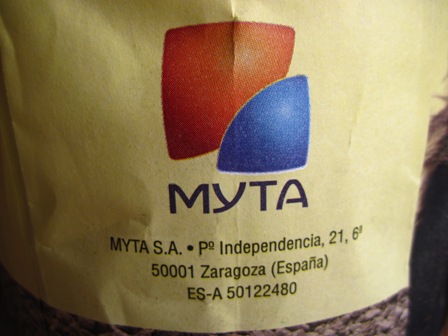 MYTA
MYTA S.A. • Pº Independencia, 21, 6ª
50001 Zaragoza (España)
ES-A 50122480